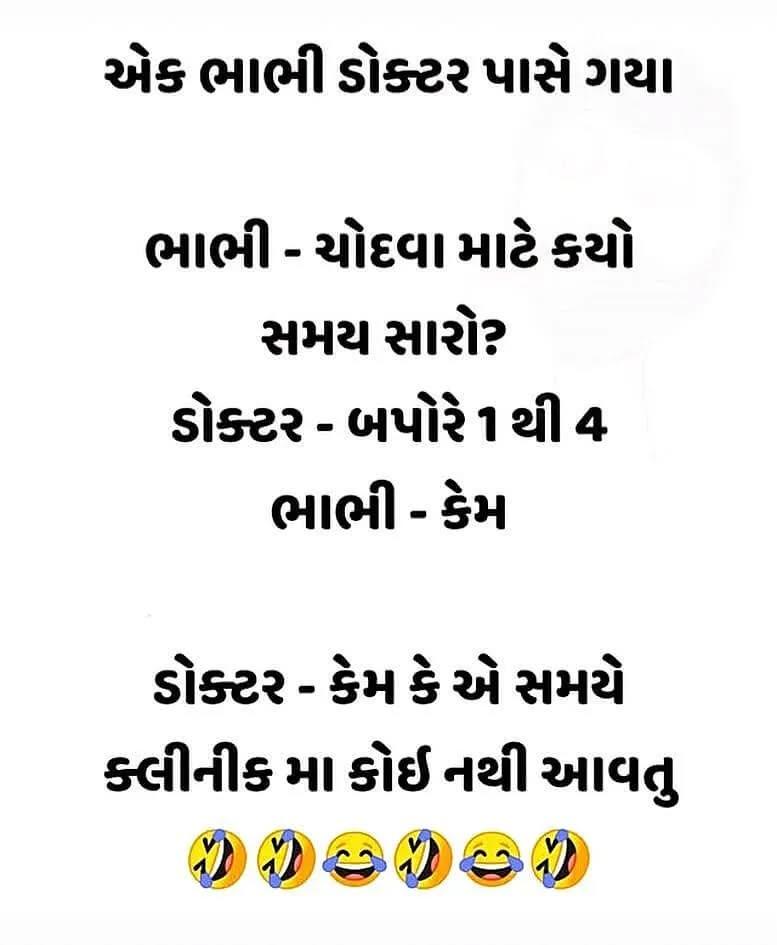 એક ભાભી ડોક્ટર પાસે ગયા
ભાભી - ચોદવા માટે કયો
સમય સારો?
ડોક્ટર - બપોરે 1 થી 4
ભાભી - કેમ
ડોક્ટર - કેમ કે એ સમયે
ક્લીનીક મા કોઇ નથી આવતુ
🤣🤣😂🤣😂🤣